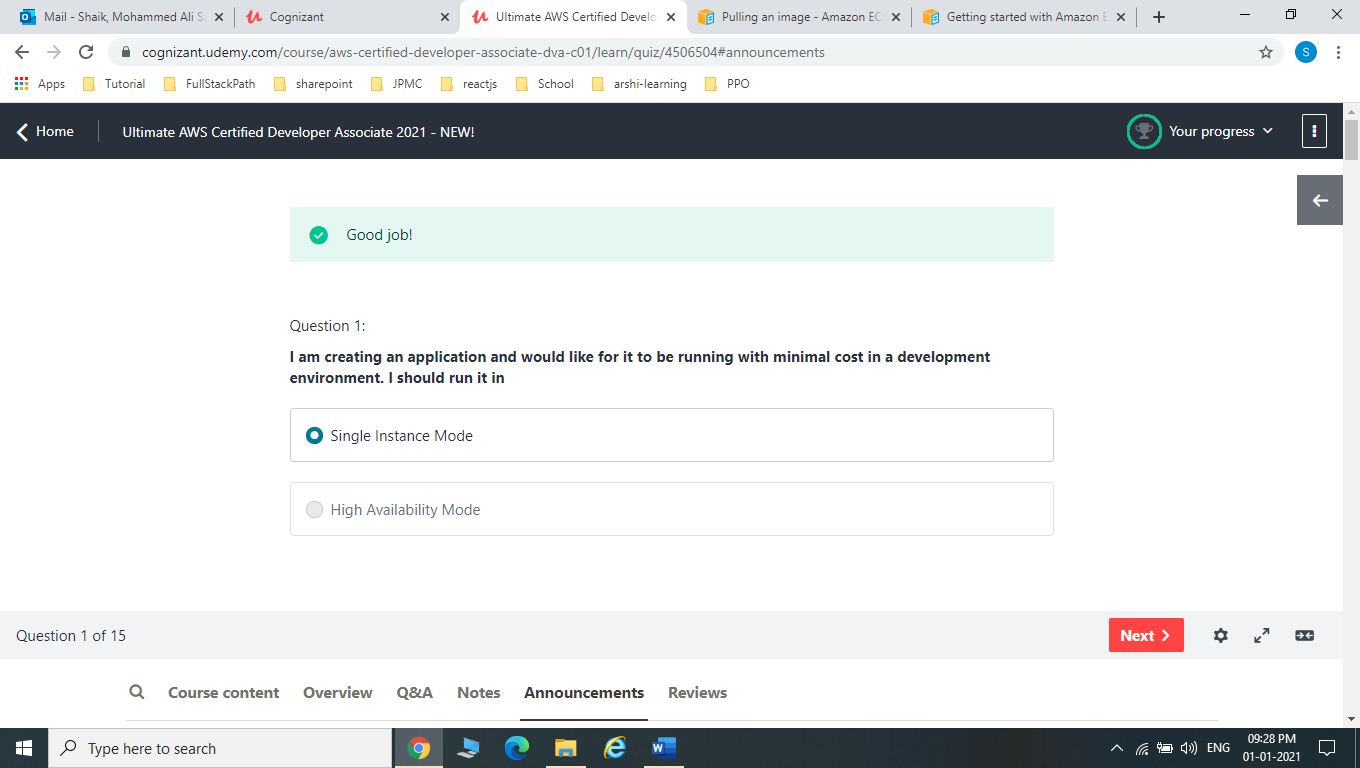 Mail - Shaik, Mohammed Ali S
Cognizant
Ultimate AWS Certified Develo
Pulling an image - Amazon EC
Getting started with Amazon E
cognizant.udemy.com/course/aws-certified-developer-associate-dva-c01/learn/quiz/4506504#announcements
S
Apps
Tutorial
FullStackPath
sharepoint
JPMC
reactjs
School
arshi-learning
PPO
Home
Ultimate AWS Certified Developer Associate 2021 - NEW!
Your progress
Good job!
Question 1:
I am creating an application and would like for it to be running with minimal cost in a development
environment. I should run it in
Single Instance Mode
High Availability Mode
Question 1 of 15
Next
Course content
Overview
Q&A
Notes
Announcements
Reviews
Type here to search
ENG
09:28 PM
01-01-2021